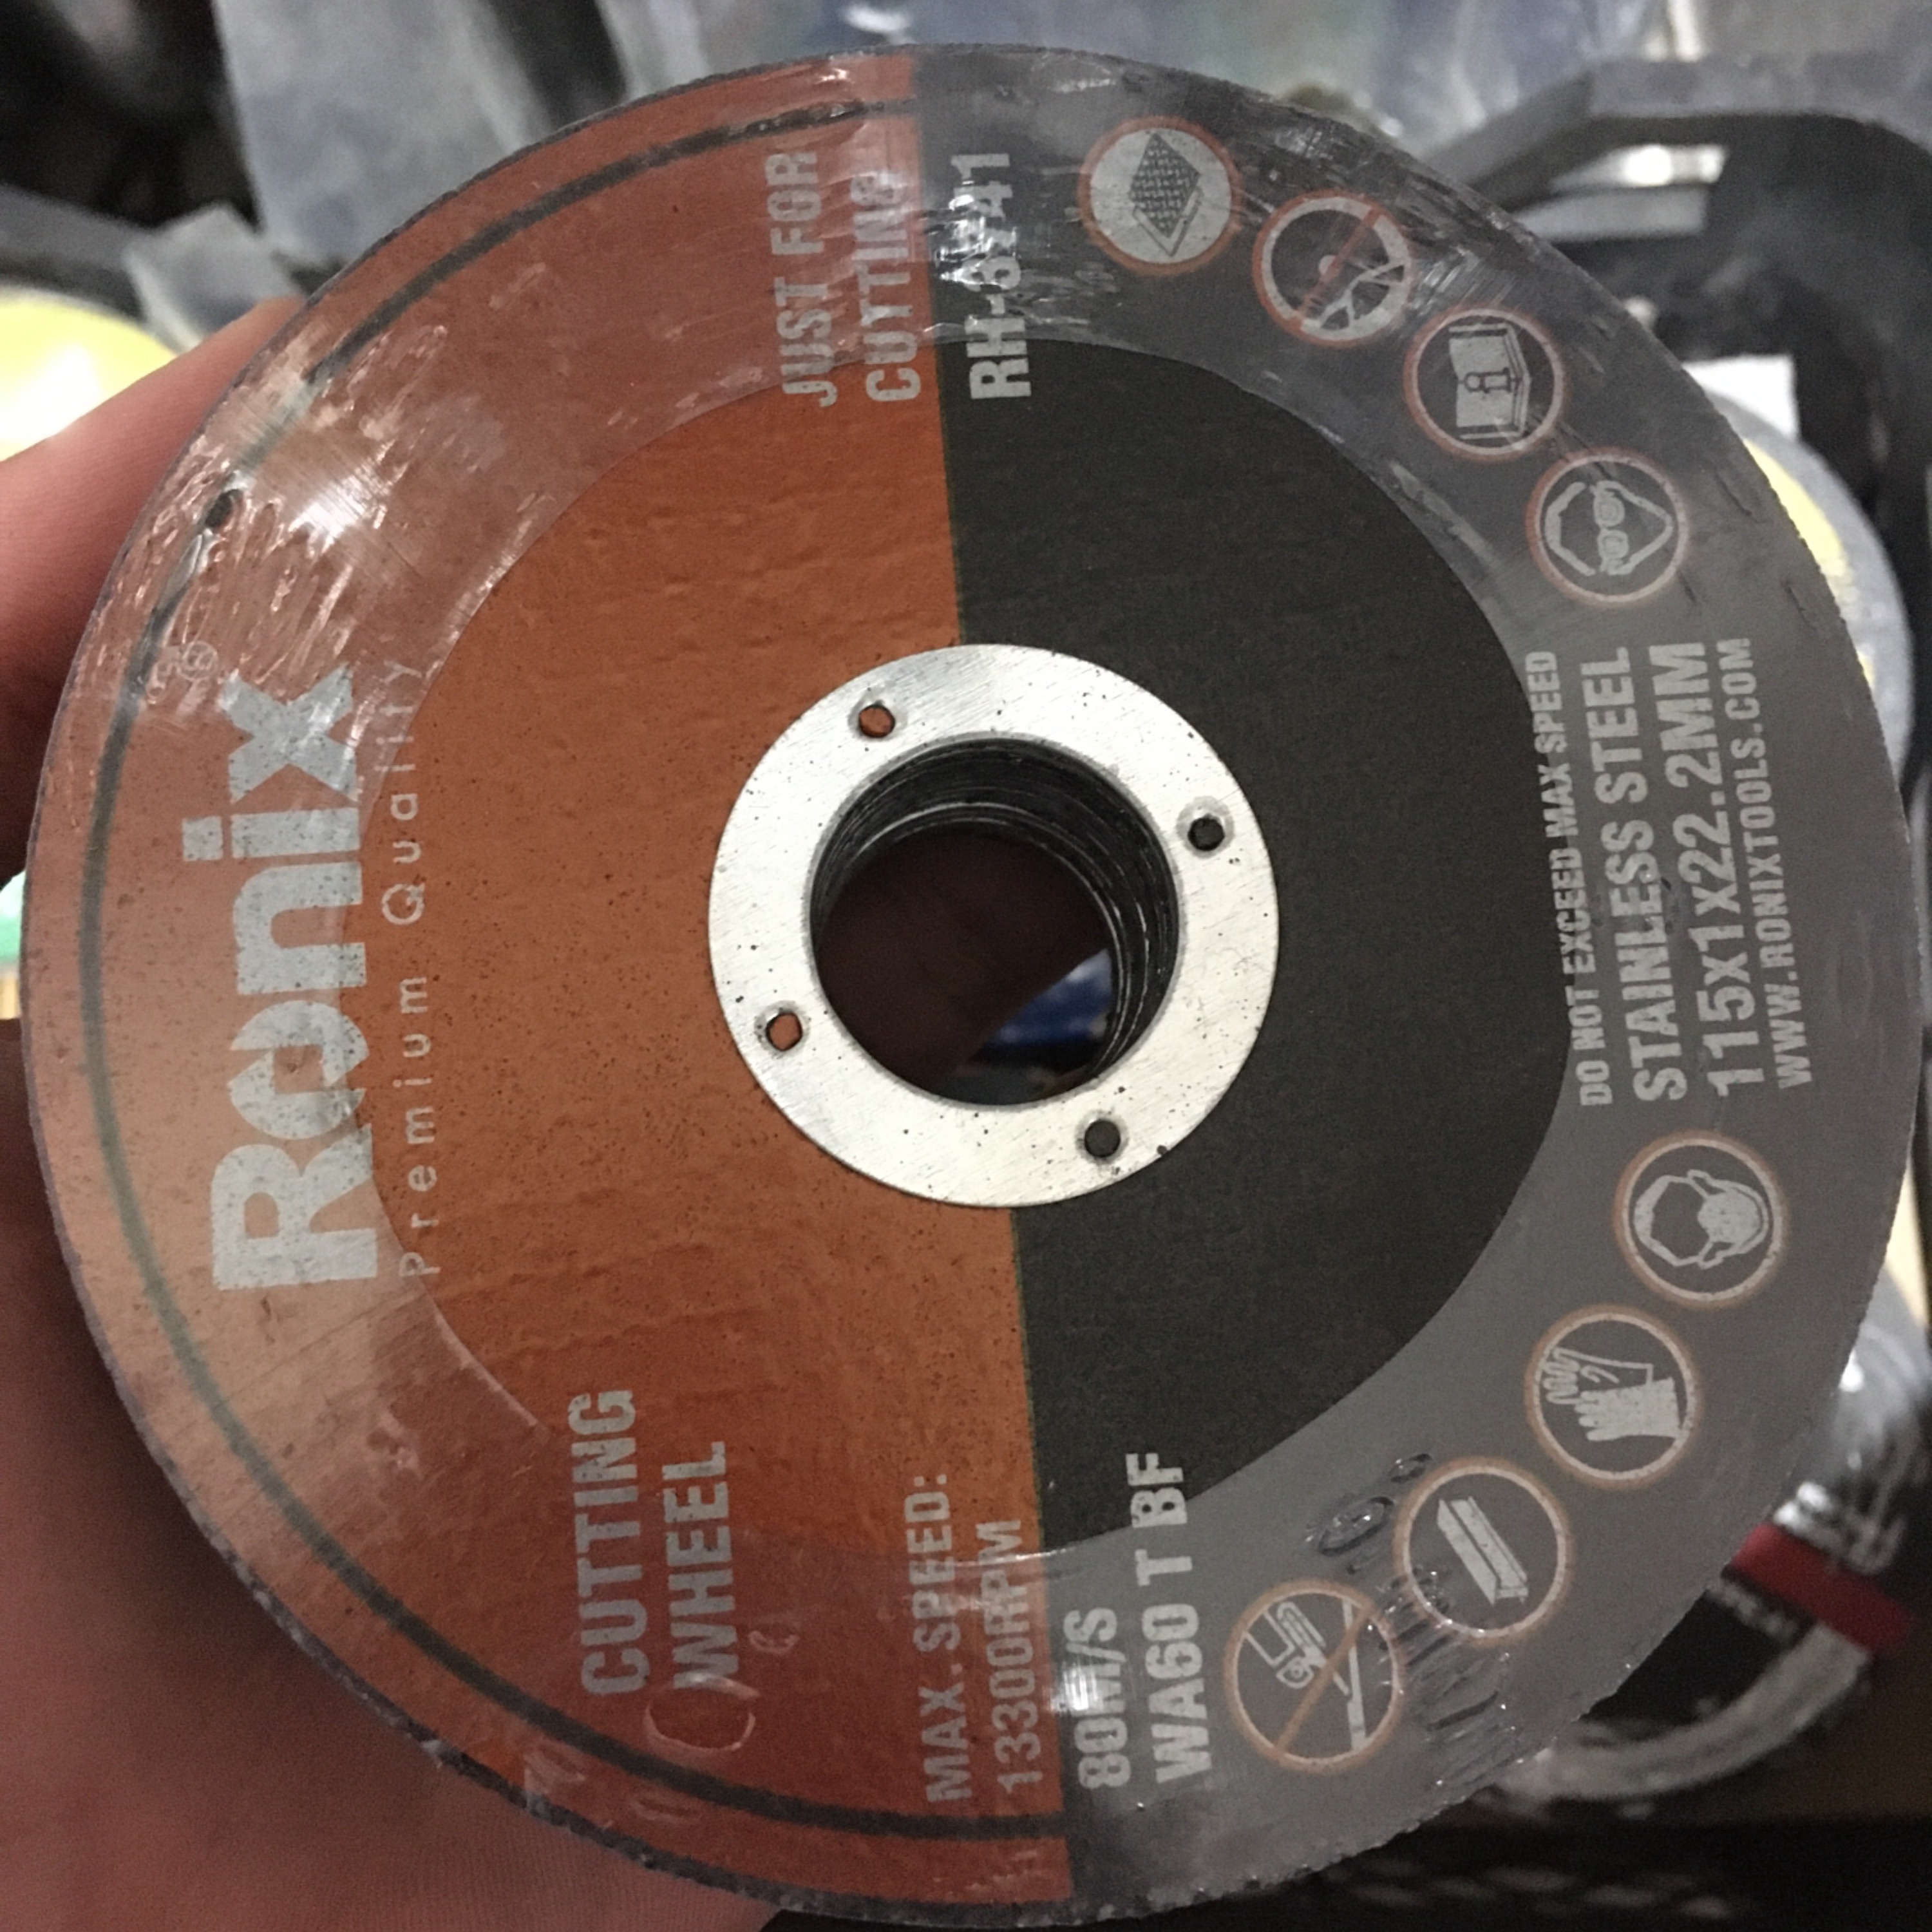 Ronix®
Premium Quality
CUTTING
WHEEL
JUST FOR
CUTTING
MAX. SPEED:
13300RPM
80M/S
WA60 T BF
DO NOT EXCEED MAX SPEED
STAINLESS STEEL
115X1X22.2MM
WWW.RONIXTOOLS.COM